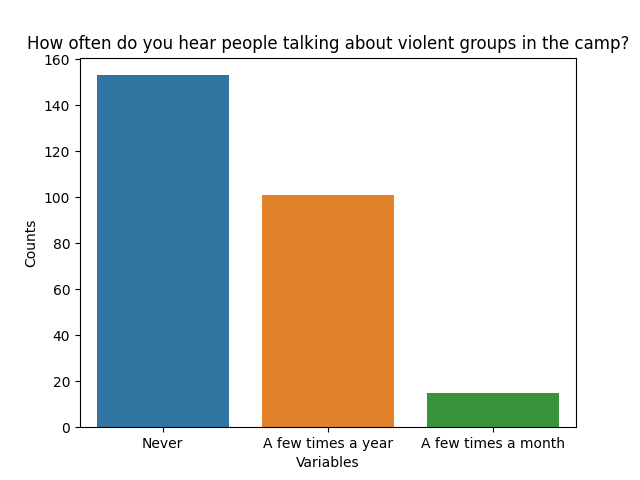 How often do you hear people talking about violent groups in the camp?
160
140
120
100
80
60
40
20
0
Counts
Never
A few times a year
A few times a month
Variables